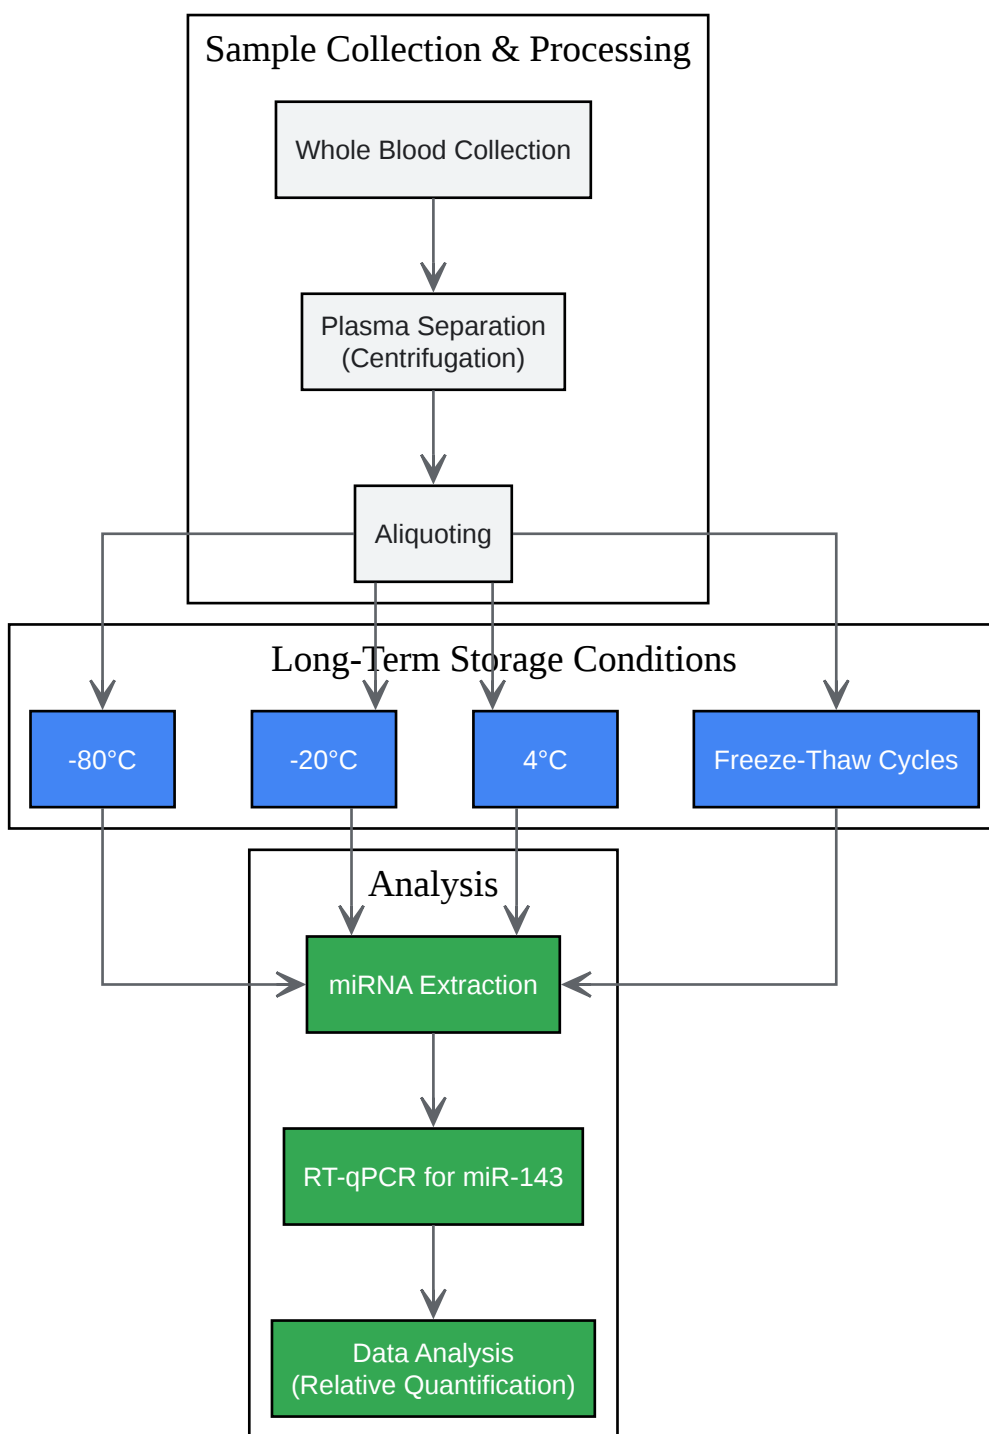 Sample Collection & Processing
Whole Blood Collection
Plasma Separation
(Centrifugation)
Aliquoting
Long-Term Storage Conditions
-80°C
-20°C
4°C
Freeze-Thaw Cycles
Analysis
miRNA Extraction
RT-qPCR for miR-143
Data Analysis
(Relative Quantification)